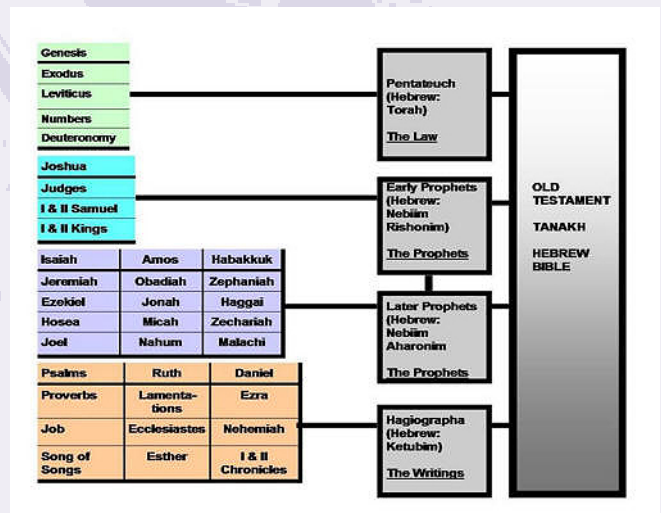 Genesis
Exodus
Leviticus
Numbers
Deuteronomy
Pentateuch
(Hebrew:
Torah)
The Law
Joshua
Judges
I & II Samuel
I & II Kings
Early Prophets
(Hebrew:
Nebiim
Rishonim)
The Prophets
Isaiah Amos Habakkuk
Jeremiah Obadiah Zephaniah
Ezekiel Jonah Haggai
Hosea Micah Zechariah
Joel Nahum Malachi
Later Prophets
(Hebrew:
Nebiim
Aharonim
The Prophets
Psalms Ruth Daniel
Proverbs Lamenta-
tions Ezra
Job Ecclesiastes Nehemiah
Song of
Songs Esther I & II
Chronicles
Hagiographa
(Hebrew:
Ketubim)
The Writings
OLD
TESTAMENT
TANAKH
HEBREW
BIBLE